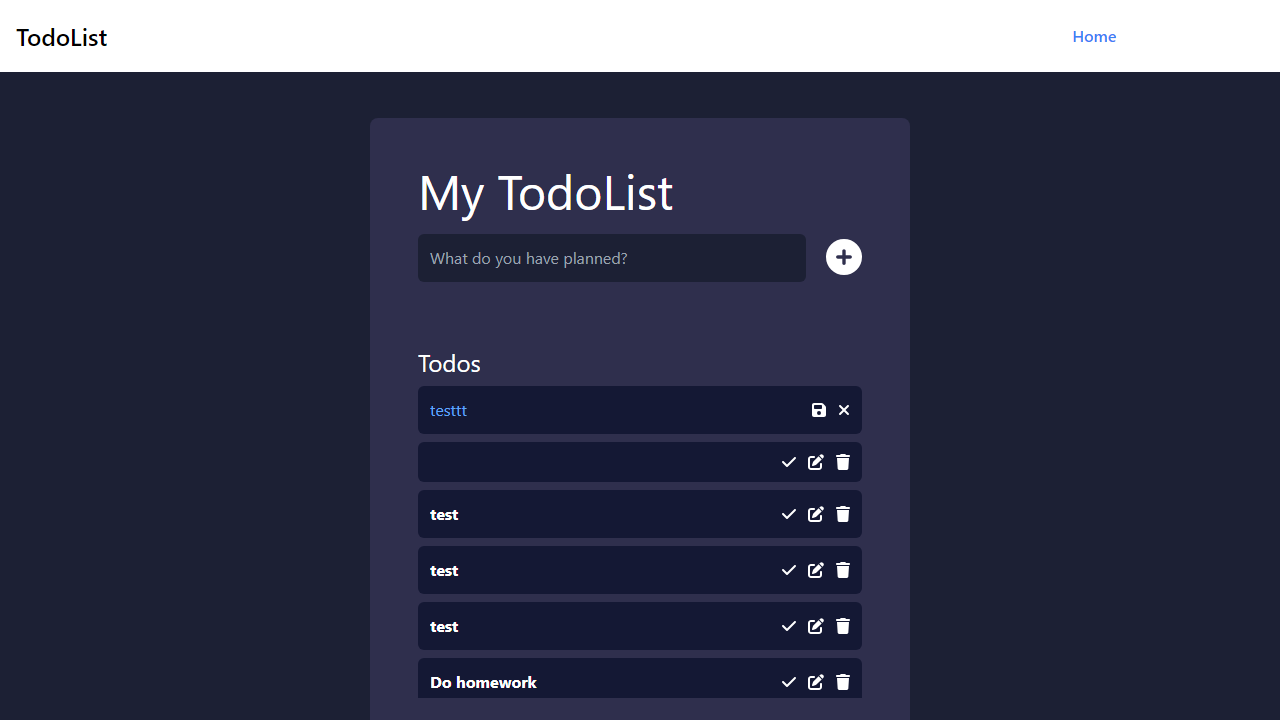 TodoList
Home
My TodoList
What do you have planned?
Todos
testtt
test
test
test
Do homework